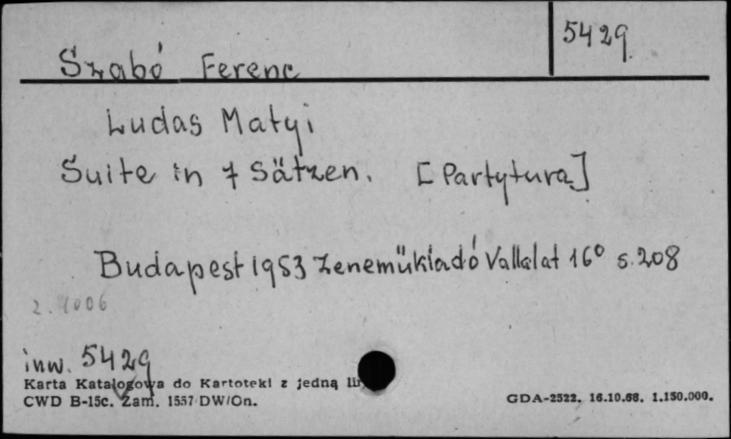 5429
Szabó Ferenc
Ludas Matyi
Suite in 7 Sätzen. [Partytura]
Budapest 1953 Zeneműkiadó Vallalat 16° s. 208
2. 1006
inw. 5429
Karta Katalogowa do Kartoteki z jedną
CWD B-15c. Zam. 1557 DW/On.
GDA-2522. 16.10.68. 1.150.000.